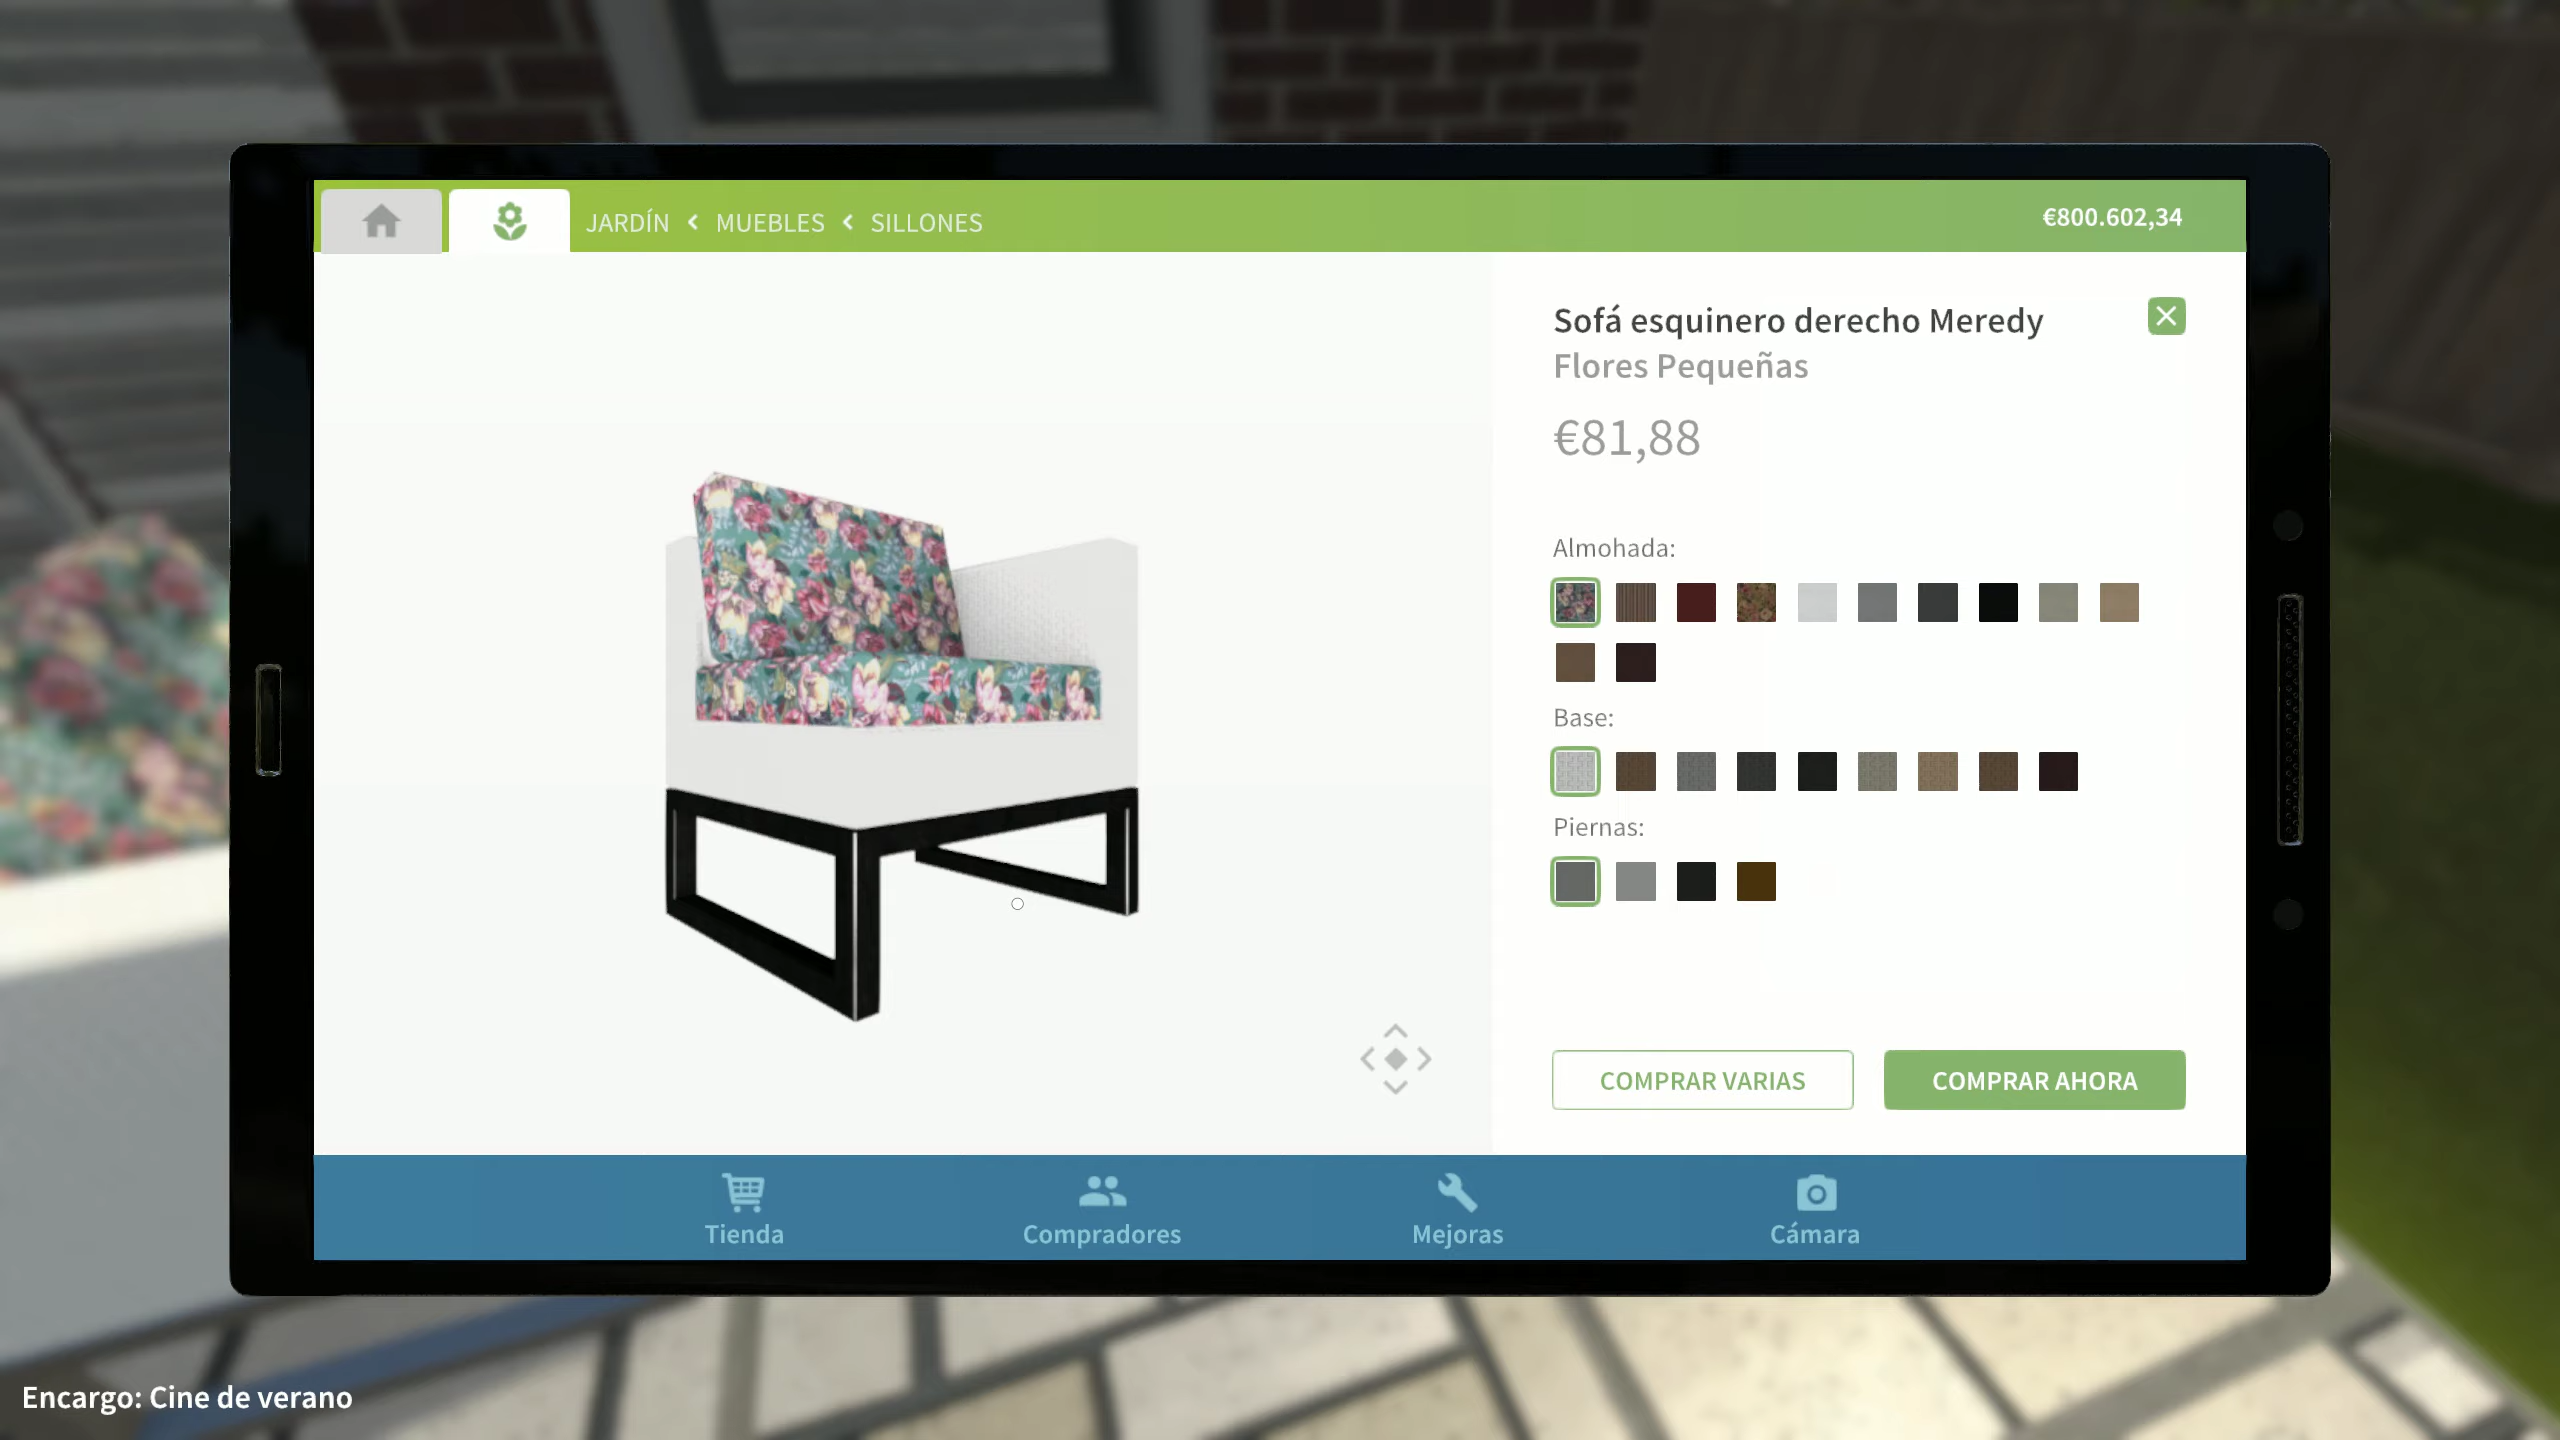 JARDÍN < MUEBLES < SILLONES
€800.602,34
Sofá esquinero derecho Meredy
Flores Pequeñas
€81,88
Almohada:
Base:
Piernas:
COMPRAR VARIAS
COMPRAR AHORA
Tienda
Compradores
Mejoras
Cámara
Encargo: Cine de verano